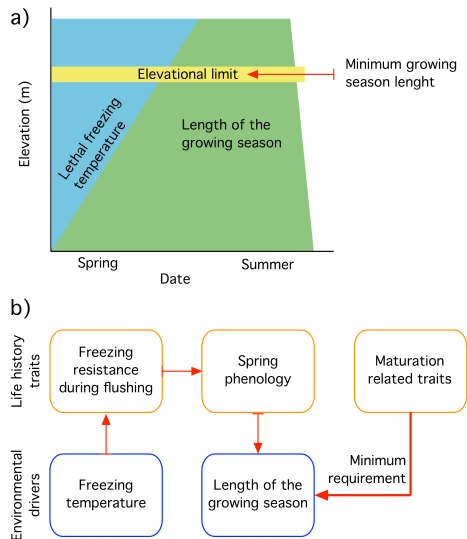 a)
Elevation (m)
Elevational limit
Minimum growing
season lenght
Lethal freezing
temperature
Length of the
growing season
Spring
Summer
Date
b)
Life history
traits
Freezing
resistance
during flushing
Spring
phenology
Maturation
related traits
Environmental
drivers
Freezing
temperature
Length of the
growing season
Minimum
requirement